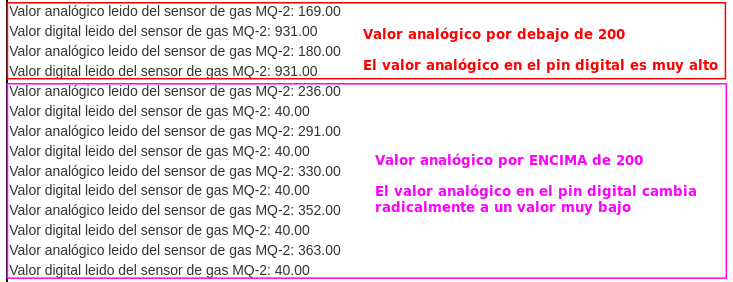 Valor analógico leido del sensor de gas MQ-2: 169.00
Valor digital leido del sensor de gas MQ-2: 931.00
Valor analógico leido del sensor de gas MQ-2: 180.00
Valor digital leido del sensor de gas MQ-2: 931.00
Valor analógico por debajo de 200
El valor analógico en el pin digital es muy alto
Valor analógico leido del sensor de gas MQ-2: 236.00
Valor digital leido del sensor de gas MQ-2: 40.00
Valor analógico leido del sensor de gas MQ-2: 291.00
Valor digital leido del sensor de gas MQ-2: 40.00
Valor analógico leido del sensor de gas MQ-2: 330.00
Valor digital leido del sensor de gas MQ-2: 40.00
Valor analógico leido del sensor de gas MQ-2: 352.00
Valor digital leido del sensor de gas MQ-2: 40.00
Valor analógico leido del sensor de gas MQ-2: 363.00
Valor digital leido del sensor de gas MQ-2: 40.00
Valor analógico por ENCIMA de 200
El valor analógico en el pin digital cambia
radicalmente a un valor muy bajo